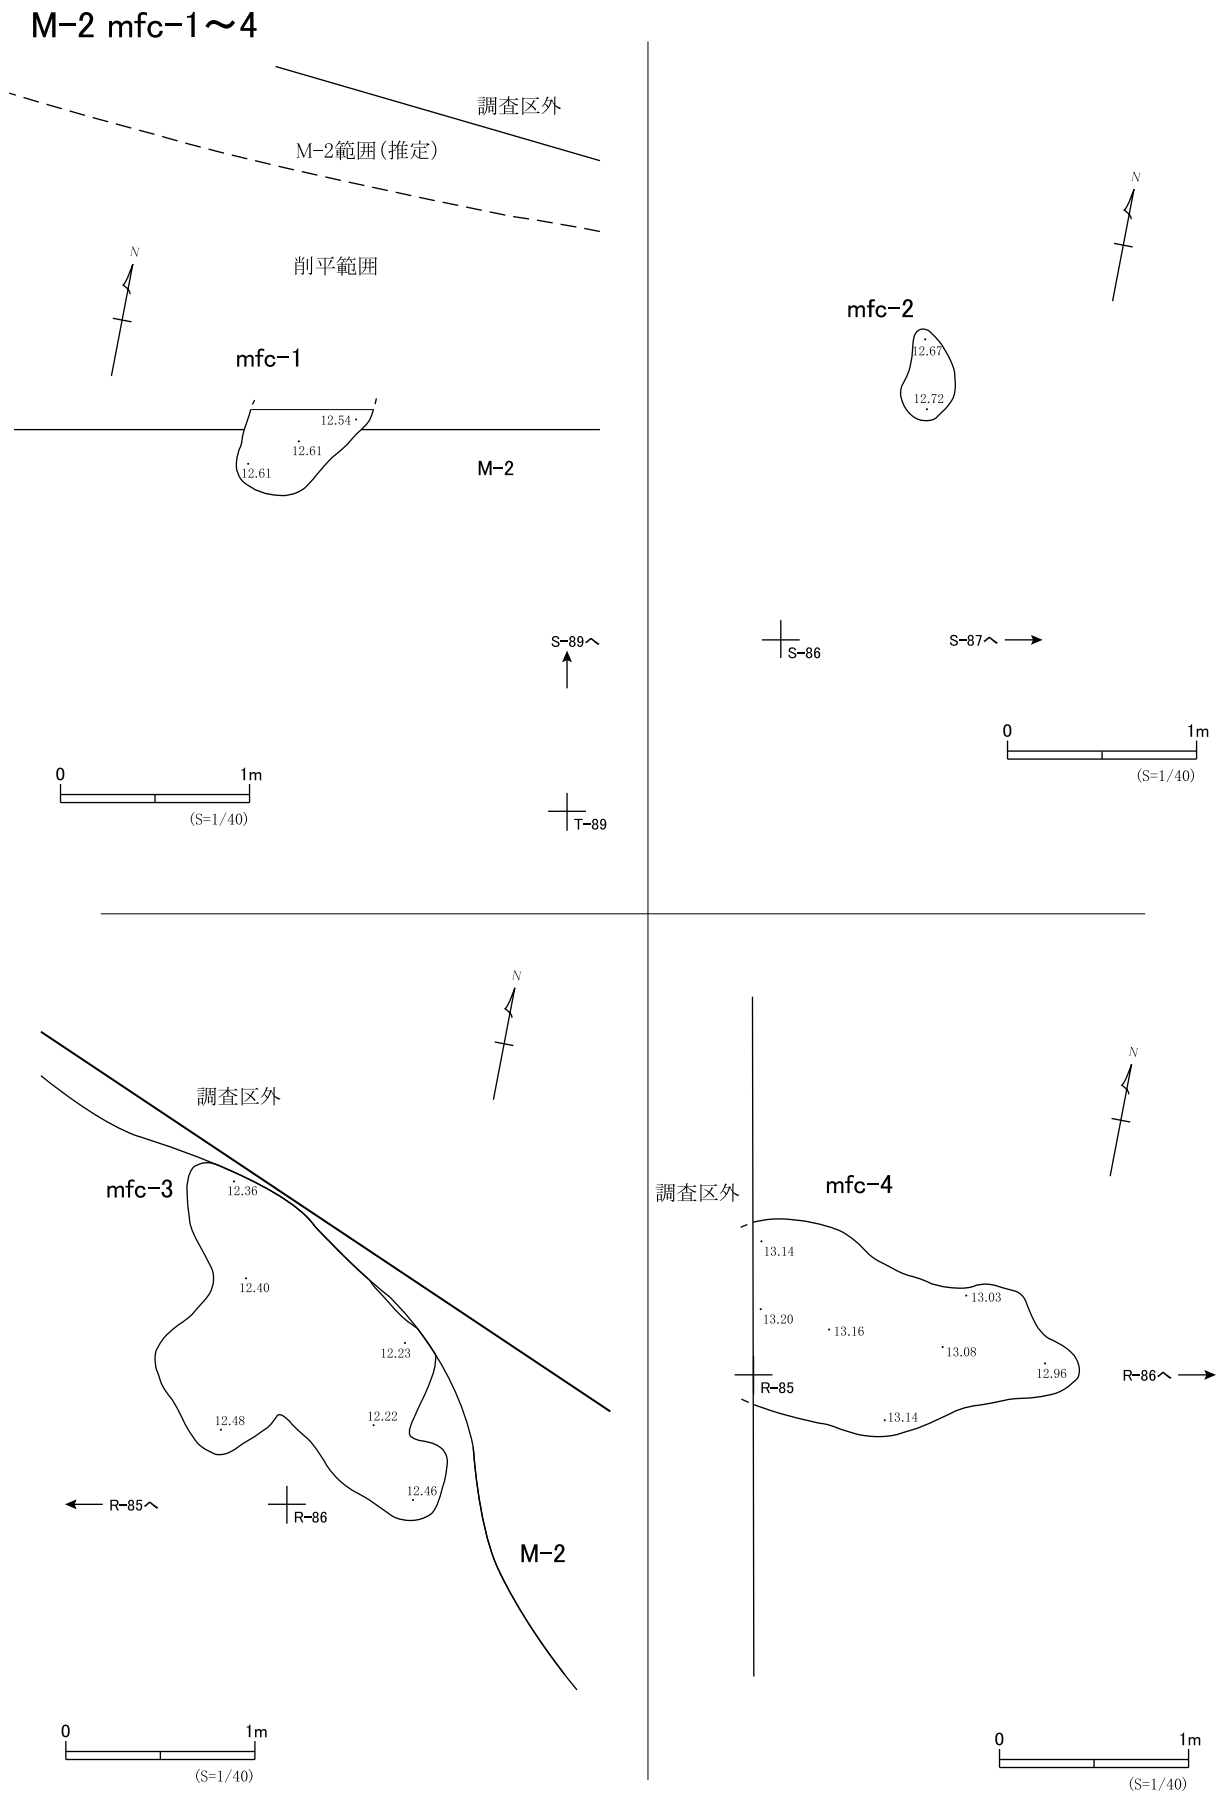 M-2 mfc-1～4
調査区外
M-2範囲(推定)
N
削平範囲
mfc-1
12.54
12.61
12.61
M-2
S-89へ
0 1m
(S=1/40)
T-89
N
mfc-2
12.67
12.72
S-86
S-87へ
0 1m
(S=1/40)
N
調査区外
mfc-3
12.36
12.40
12.23
12.48
12.22
12.46
R-85へ
R-86
M-2
0 1m
(S=1/40)
N
調査区外
mfc-4
13.14
13.03
13.20
13.16
13.08
12.96
R-85
R-86へ
13.14
0 1m
(S=1/40)